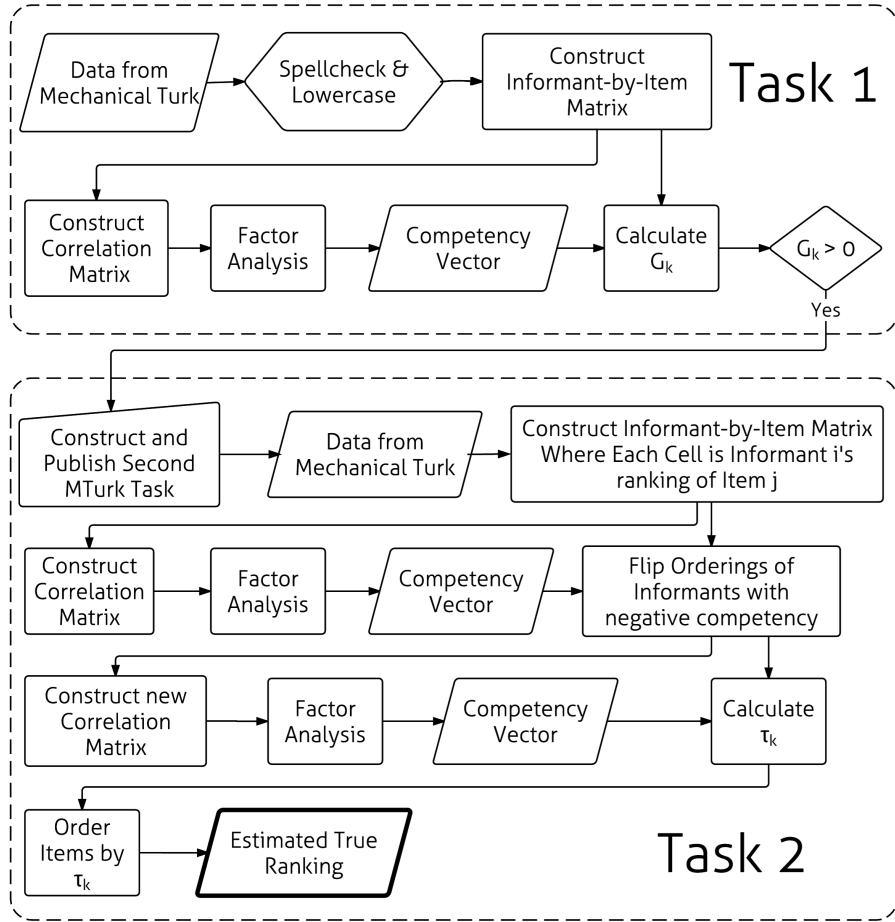 Data from
Mechanical Turk
Spellcheck &
Lowercase
Construct
Informant-by-Item
Matrix
Task 1
Construct
Correlation
Matrix
Factor
Analysis
Competency
Vector
Calculate
Gₖ
Gₖ > 0
Yes
Construct and
Publish Second
MTurk Task
Data from
Mechanical Turk
Construct Informant-by-Item Matrix
Where Each Cell is Informant i's
ranking of Item j
Construct
Correlation
Matrix
Factor
Analysis
Competency
Vector
Flip Orderings of
Informants with
negative competency
Construct new
Correlation
Matrix
Factor
Analysis
Competency
Vector
Calculate
τₖ
Order
Items by
τₖ
Estimated True
Ranking
Task 2